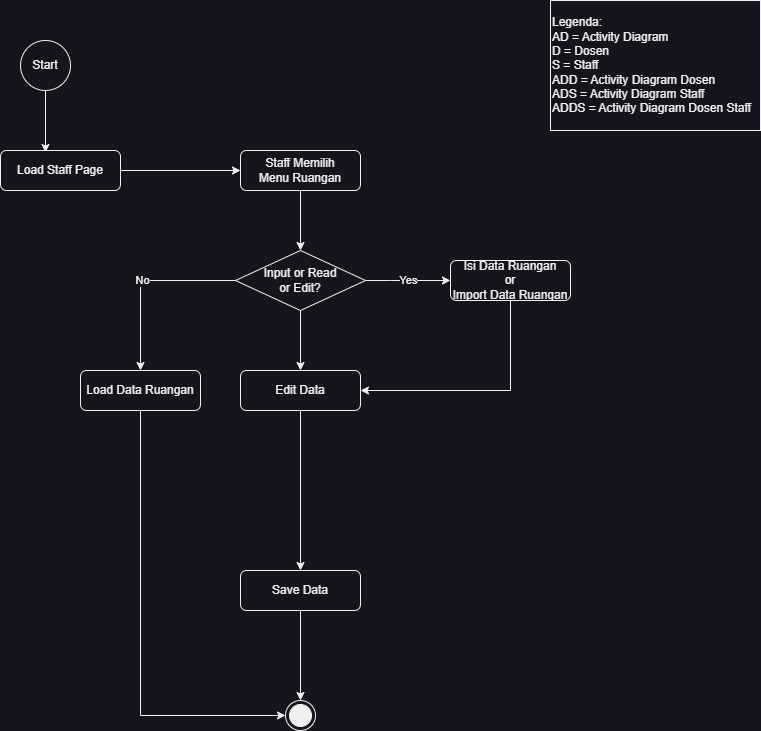 Legenda:
AD = Activity Diagram
D = Dosen
S = Staff
ADD = Activity Diagram Dosen
ADS = Activity Diagram Staff
ADDS = Activity Diagram Dosen Staff
Start
Load Staff Page
Staff Memilih
Menu Ruangan
Input or Read
or Edit?
No
Yes
Isi Data Ruangan
or
Import Data Ruangan
Load Data Ruangan
Edit Data
Save Data